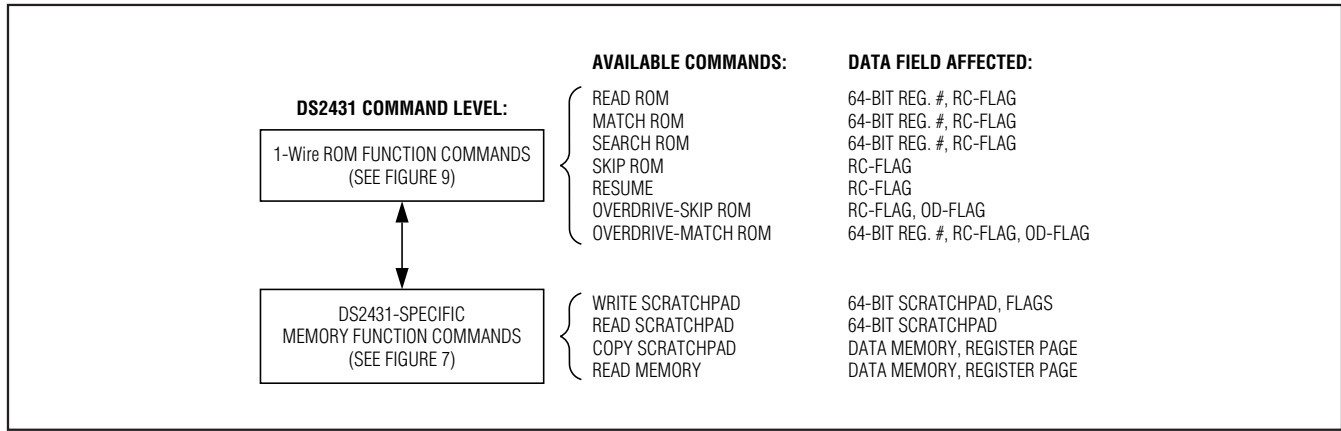 AVAILABLE COMMANDS: DATA FIELD AFFECTED:
DS2431 COMMAND LEVEL:
1-Wire ROM FUNCTION COMMANDS
(SEE FIGURE 9)
READ ROM 64-BIT REG. #, RC-FLAG
MATCH ROM 64-BIT REG. #, RC-FLAG
SEARCH ROM 64-BIT REG. #, RC-FLAG
SKIP ROM RC-FLAG
RESUME RC-FLAG
OVERDRIVE-SKIP ROM RC-FLAG, OD-FLAG
OVERDRIVE-MATCH ROM 64-BIT REG. #, RC-FLAG, OD-FLAG
DS2431-SPECIFIC
MEMORY FUNCTION COMMANDS
(SEE FIGURE 7)
WRITE SCRATCHPAD 64-BIT SCRATCHPAD, FLAGS
READ SCRATCHPAD 64-BIT SCRATCHPAD
COPY SCRATCHPAD DATA MEMORY, REGISTER PAGE
READ MEMORY DATA MEMORY, REGISTER PAGE